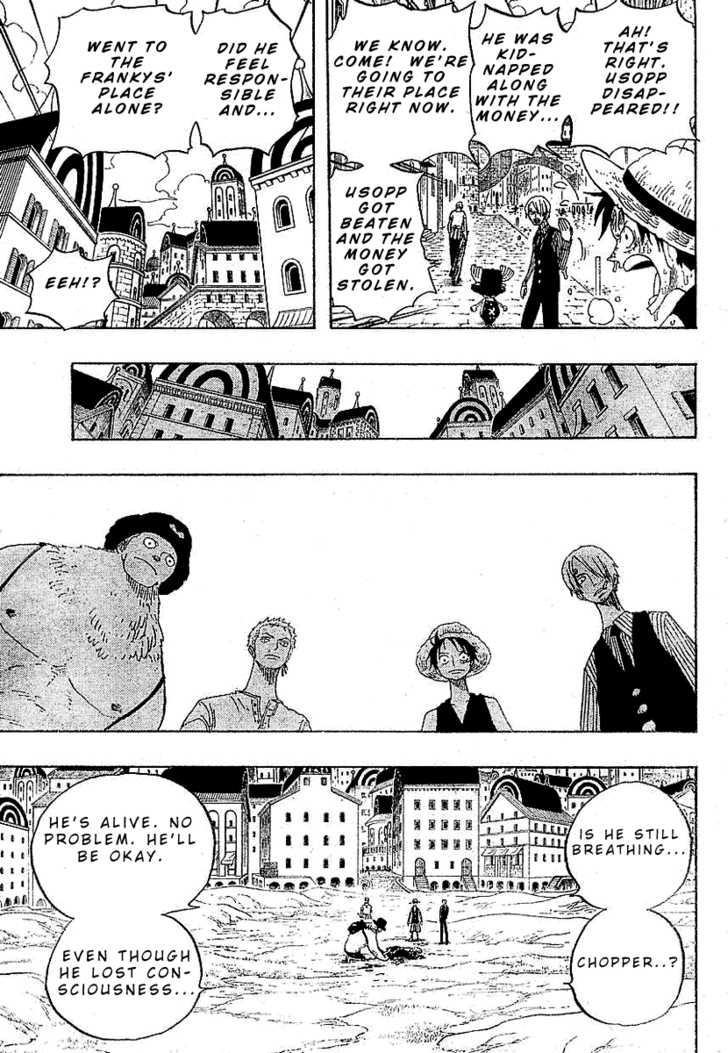 AH!
THAT'S
RIGHT.
USOPP
DISAP-
PEARED!!
HE WAS
KID-
NAPPED
ALONG
WITH THE
MONEY...
WE KNOW.
COME! WE'RE
GOING TO
THEIR PLACE
RIGHT NOW.
USOPP
GOT
BEATEN
AND THE
MONEY
GOT
STOLEN.
DID HE
FEEL
RESPON-
SIBLE
AND...
WENT TO
THE
FRANKYS'
PLACE
ALONE?
EEH!?
IS HE STILL
BREATHING...
CHOPPER..?
HE'S ALIVE. NO
PROBLEM. HE'LL
BE OKAY.
EVEN THOUGH
HE LOST CON-
SCIOUSNESS...